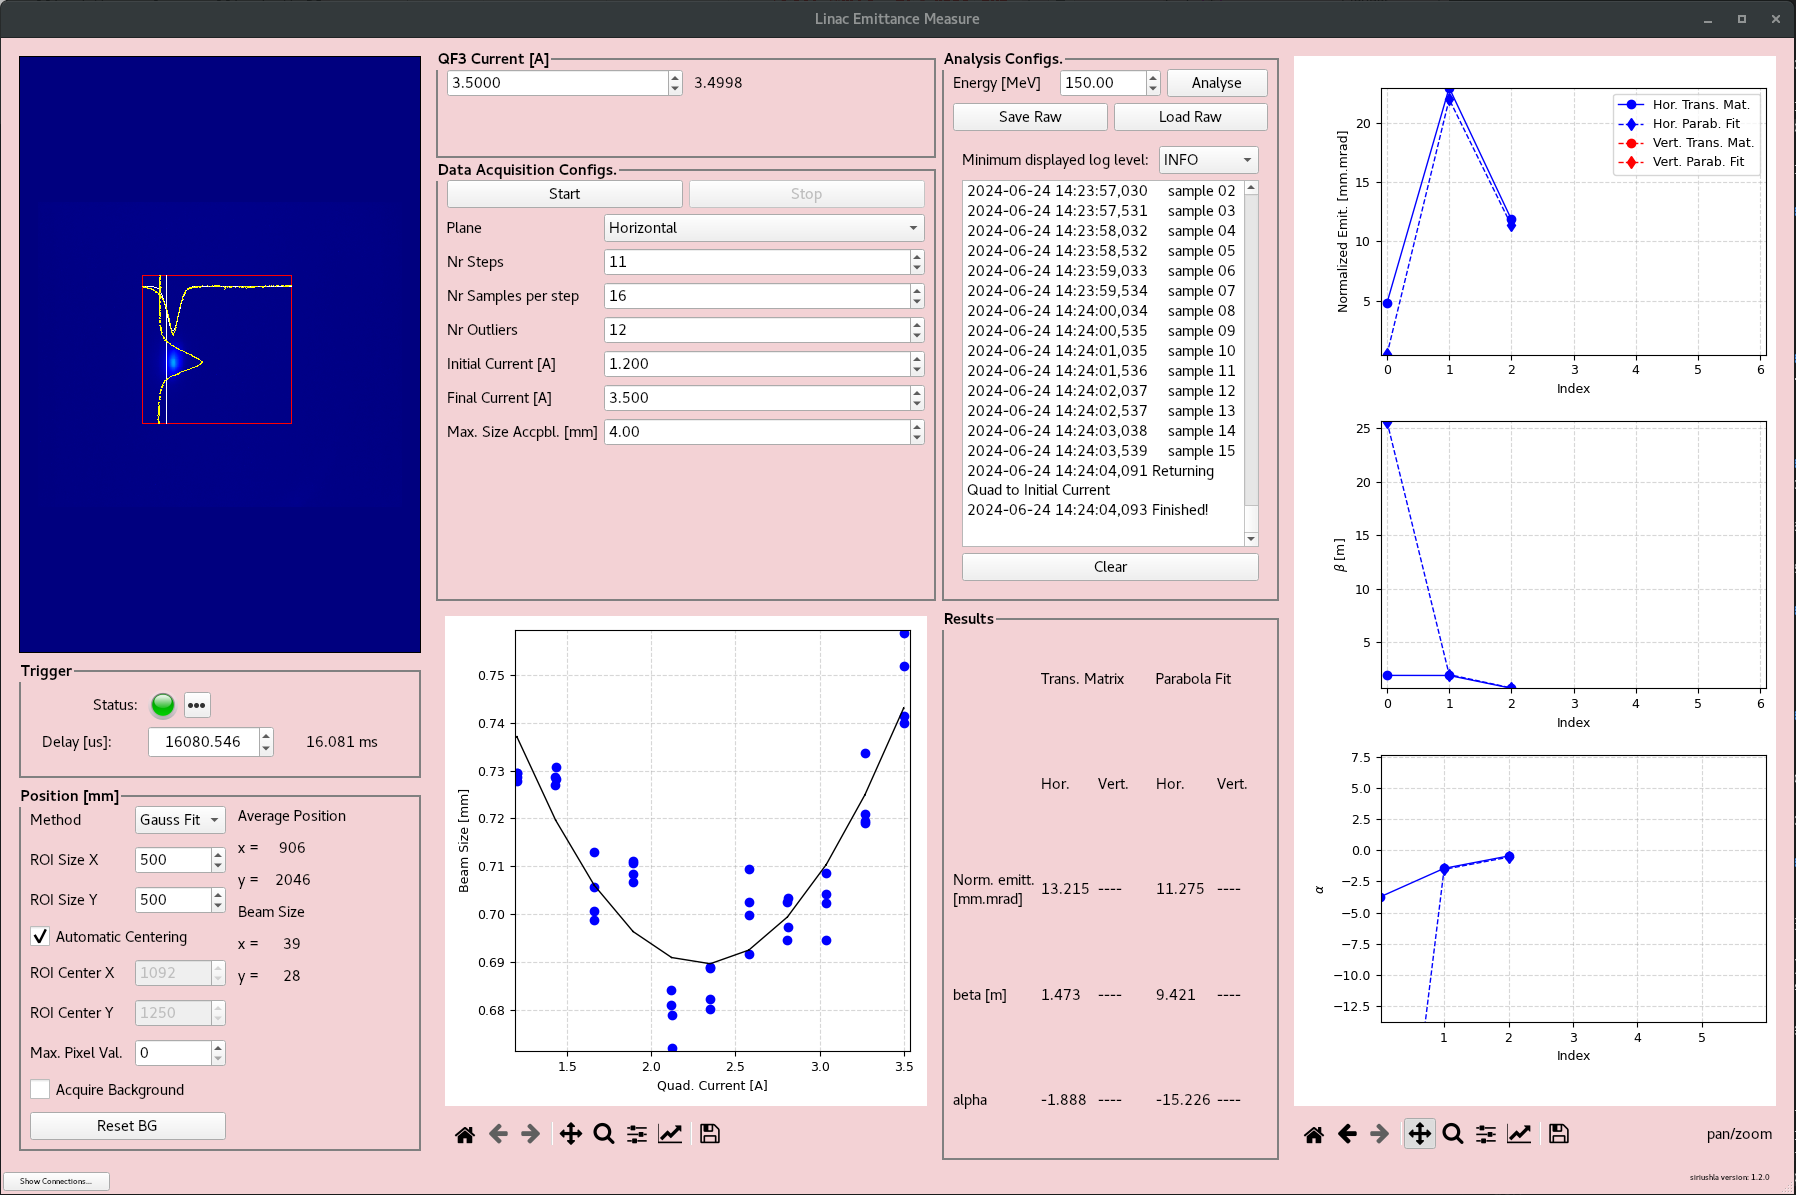 Linac Emittance Measure
QF3 Current [A]
3.5000
3.4998
Data Acquisition Configs.
Start
Stop
Plane
Horizontal
Nr Steps
11
Nr Samples per step
16
Nr Outliers
12
Initial Current [A]
1.200
Final Current [A]
3.500
Max. Size Accpbl. [mm]
4.00
Analysis Configs.
Energy [MeV]
150.00
Analyse
Save Raw
Load Raw
Minimum displayed log level:
INFO
2024-06-24 14:23:57,030 sample 02
2024-06-24 14:23:57,531 sample 03
2024-06-24 14:23:58,032 sample 04
2024-06-24 14:23:58,532 sample 05
2024-06-24 14:23:59,033 sample 06
2024-06-24 14:23:59,534 sample 07
2024-06-24 14:24:00,034 sample 08
2024-06-24 14:24:00,535 sample 09
2024-06-24 14:24:01,035 sample 10
2024-06-24 14:24:01,536 sample 11
2024-06-24 14:24:02,037 sample 12
2024-06-24 14:24:02,537 sample 13
2024-06-24 14:24:03,038 sample 14
2024-06-24 14:24:03,539 sample 15
2024-06-24 14:24:04,091 Returning
Quad to Initial Current
2024-06-24 14:24:04,093 Finished!
Clear
Trigger
Status:
Delay [us]:
16080.546
16.081 ms
Position [mm]
Method
Gauss Fit
ROI Size X
500
ROI Size Y
500
Automatic Centering
ROI Center X
1092
ROI Center Y
1250
Max. Pixel Val.
0
Acquire Background
Reset BG
Average Position
x = 906
y = 2046
Beam Size
x = 39
y = 28
Show Connections...
0.75
0.74
0.73
0.72
0.71
0.70
0.69
0.68
Beam Size [mm]
1.5 2.0 2.5 3.0 3.5
Quad. Current [A]
Results
Trans. Matrix Parabola Fit
Hor. Vert. Hor. Vert.
Norm. emitt.
[mm.mrad]
13.215 ---- 11.275 ----
beta [m] 1.473 ---- 9.421 ----
alpha -1.888 ---- -15.226 ----
Hor. Trans. Mat.
Hor. Parab. Fit
Vert. Trans. Mat.
Vert. Parab. Fit
Normalized Emit. [mm.mrad]
20
15
10
5
0 1 2 3 4 5 6
Index
β [m]
25
20
15
10
5
0 1 2 3 4 5 6
Index
α
7.5
5.0
2.5
0.0
−2.5
−5.0
−7.5
−10.0
−12.5
1 2 3 4 5
Index
pan/zoom
siriushla version: 1.2.0